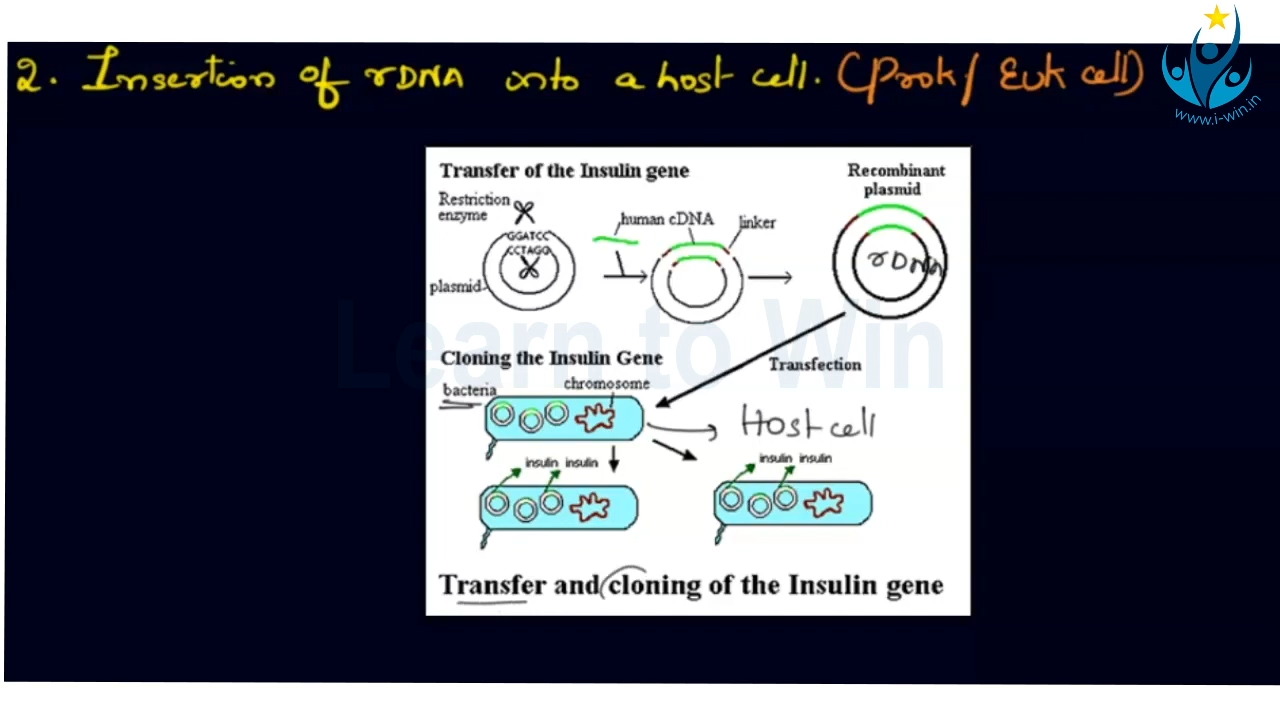 2. Insertion of rDNA into a host cell. (Prok/ Euk cell)
www.i-win.in
Transfer of the Insulin gene
Recombinant
plasmid
Restriction
enzyme
human cDNA
linker
GGATCC
CCTAGG
rDNA
plasmid
Learn to Win
Cloning the Insulin Gene
Transfection
bacteria
chromosome
Host cell
insulin insulin
insulin insulin
Transfer and cloning of the Insulin gene